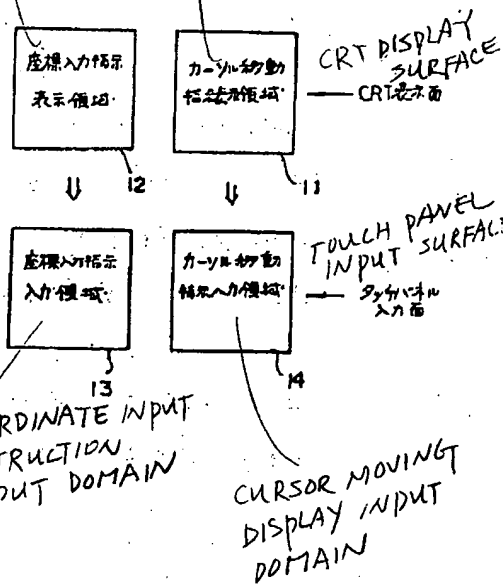 座標入力指示
表示領域
カーソル移動
指示表示領域
CRT DISPLAY
SURFACE
CRT表示面
12
11
座標入力指示
入力領域
カーソル移動
指示入力領域
TOUCH PANEL
INPUT SURFACE
タッチパネル
入力面
13
14
RDINATE INPUT
TRUCTION
PUT DOMAIN
CURSOR MOVING
DISPLAY INPUT
DOMAIN